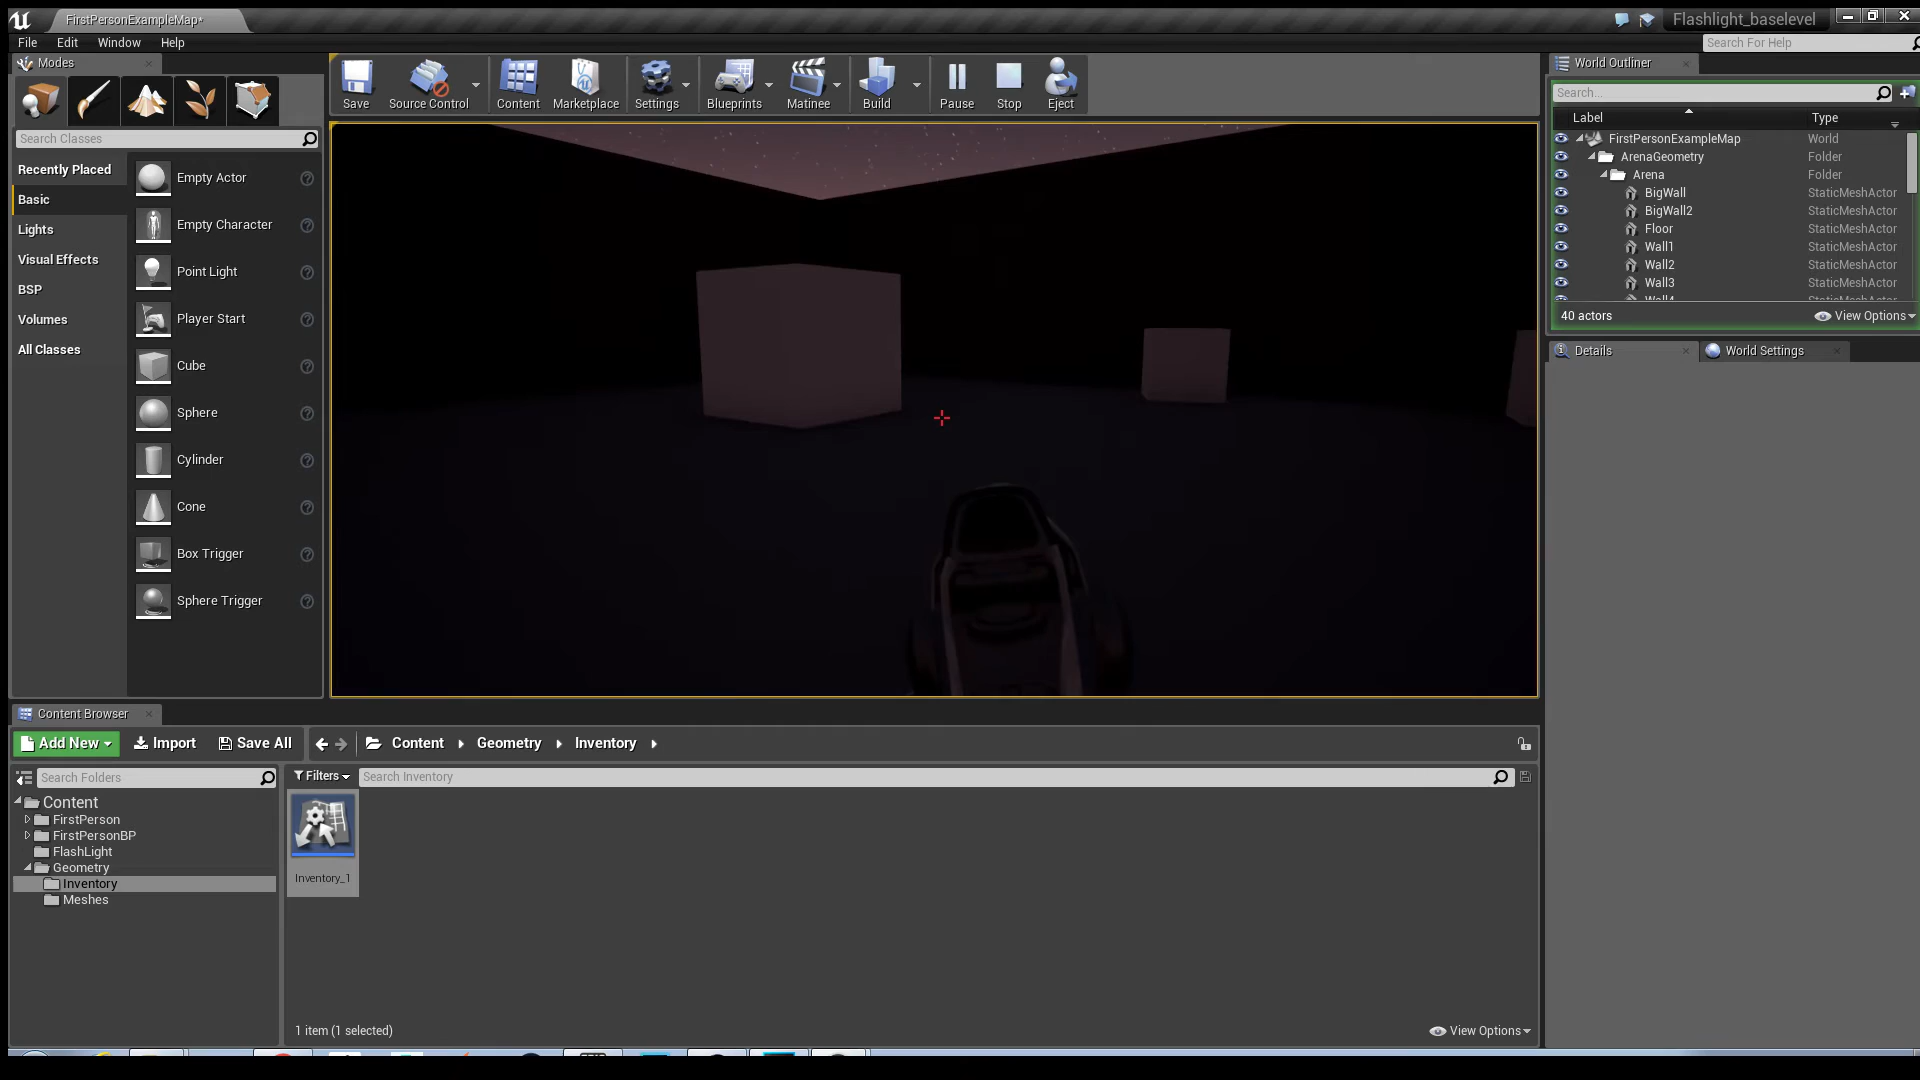 FirstPersonExampleMap*
Flashlight_baselevel
File Edit Window Help
Search For Help
Modes
Search Classes
Recently Placed
Basic
Lights
Visual Effects
BSP
Volumes
All Classes
Empty Actor
Empty Character
Point Light
Player Start
Cube
Sphere
Cylinder
Cone
Box Trigger
Sphere Trigger
Save Source Control Content Marketplace Settings Blueprints Matinee Build Pause Stop Eject
World Outliner
Search...
Label Type
FirstPersonExampleMap World
ArenaGeometry Folder
Arena Folder
BigWall StaticMeshActor
BigWall2 StaticMeshActor
Floor StaticMeshActor
Wall1 StaticMeshActor
Wall2 StaticMeshActor
Wall3 StaticMeshActor
40 actors View Options
Details World Settings
Content Browser
Add New Import Save All Content Geometry Inventory
Search Folders
Filters Search Inventory
Content
FirstPerson
FirstPersonBP
FlashLight
Geometry
Inventory
Meshes
Inventory_1
1 item (1 selected) View Options